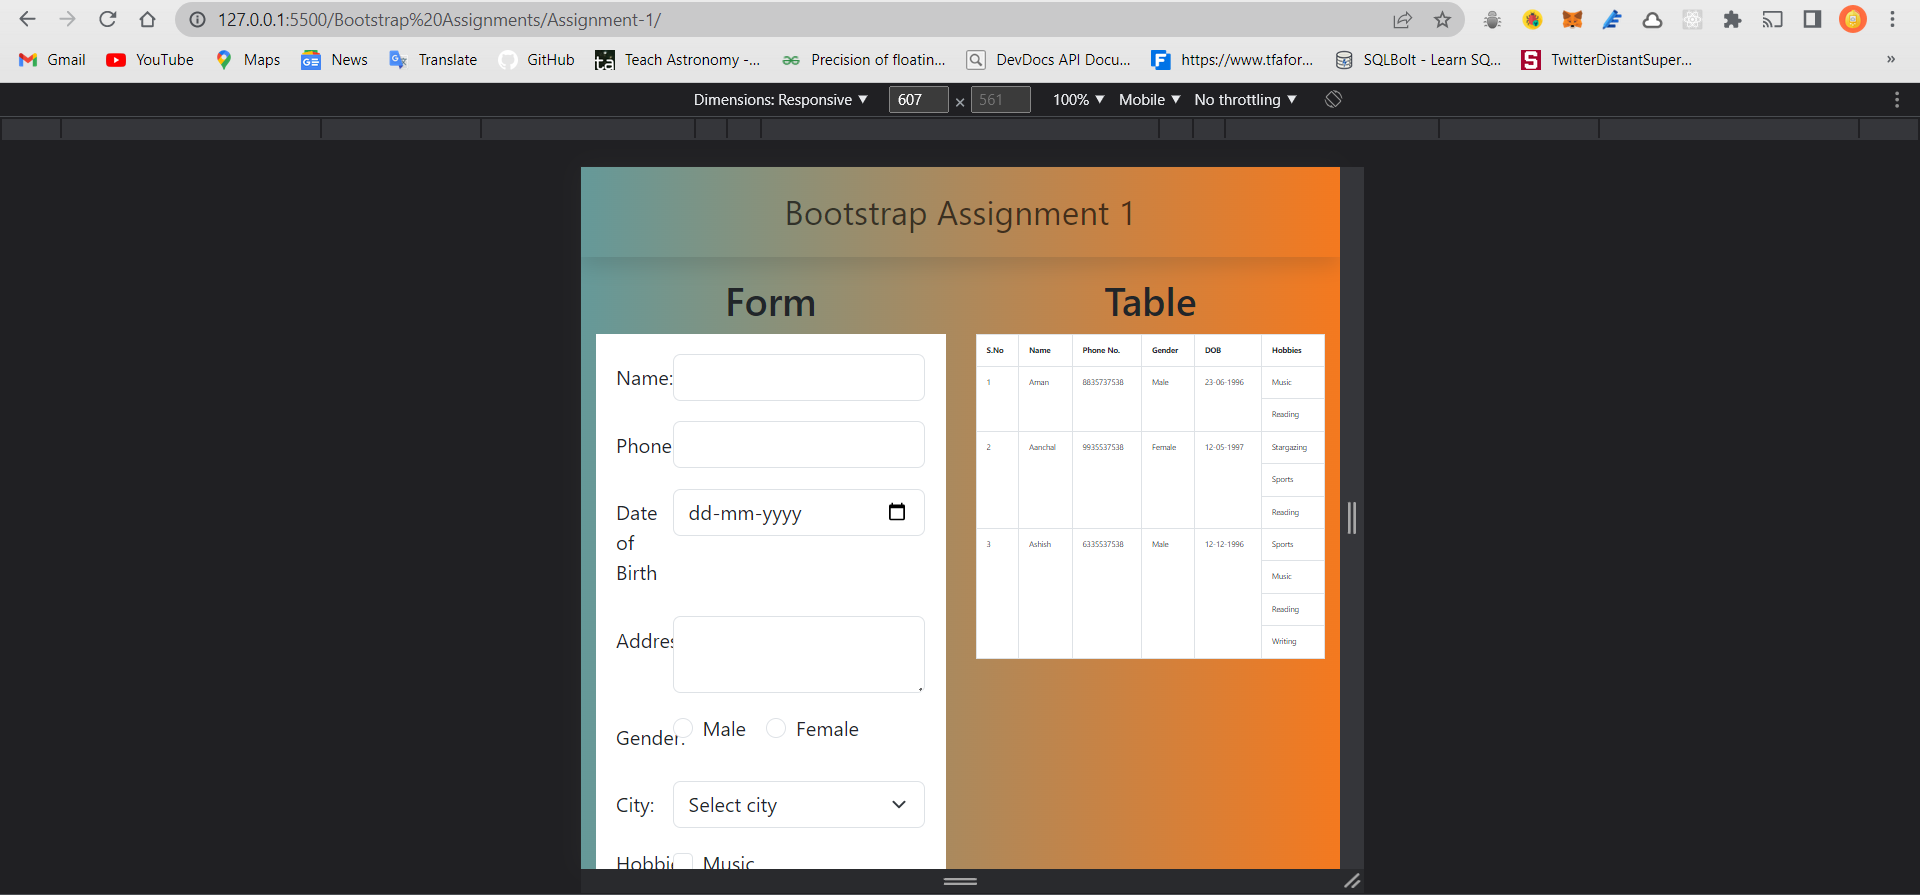 127.0.0.1:5500/Bootstrap%20Assignments/Assignment-1/
Gmail YouTube Maps News Translate GitHub Teach Astronomy -... Precision of floatin... DevDocs API Docu... https://www.tfafor... SQLBolt - Learn SQ... TwitterDistantSuper... »
Dimensions: Responsive ▼ 607 × 561 100% ▼ Mobile ▼ No throttling ▼
Bootstrap Assignment 1
Form
Name:
Phone
Date
of
Birth
dd-mm-yyyy
Addres
Gender:
Male Female
City:
Select city
Hobbie
Music
Table
S.No Name Phone No. Gender DOB Hobbies
1 Aman 8835737538 Male 23-06-1996 Music
Reading
2 Aanchal 9935537538 Female 12-05-1997 Stargazing
Sports
Reading
3 Ashish 6335537538 Male 12-12-1996 Sports
Music
Reading
Writing